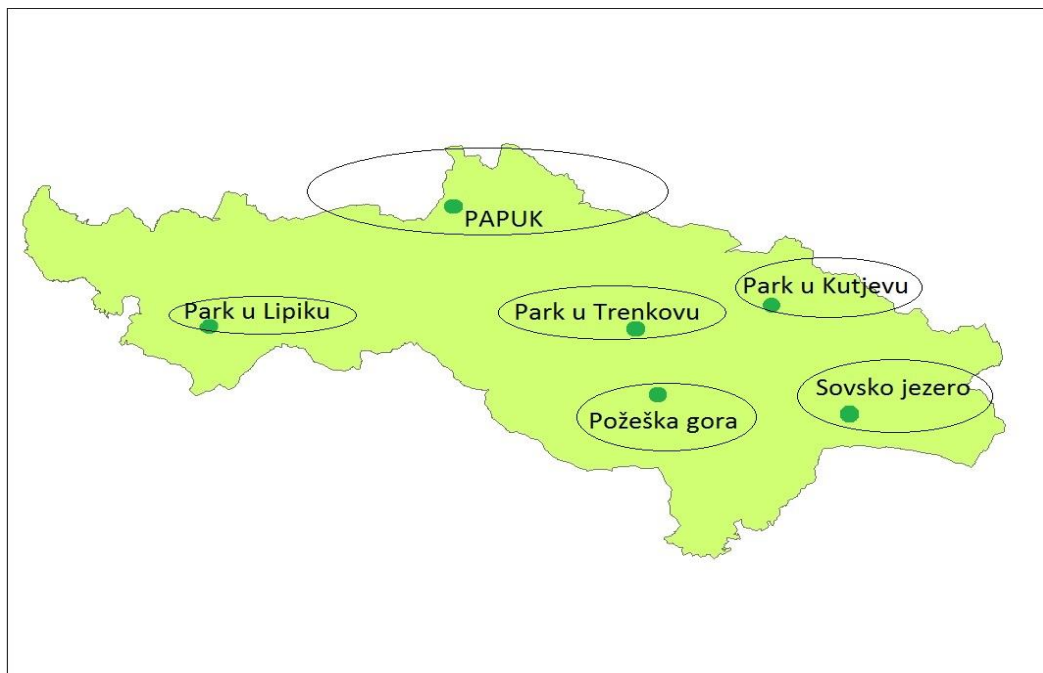 PAPUK
Park u Kutjevu
Park u Lipiku
Park u Trenkovu
Sovsko jezero
Požeška gora